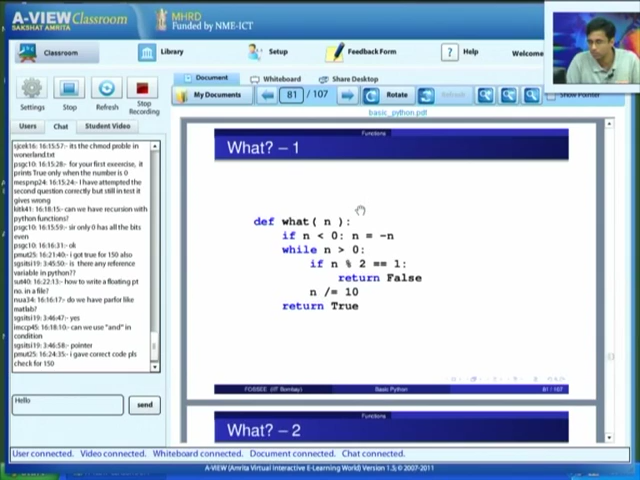 A-VIEW Classroom
SAKSHAT AMRITA
MHRD
Funded by NME-ICT
Classroom
Library
Setup
Feedback Form
? Help
Welcome
Settings
Stop
Refresh
Stop Recording
Document
Whiteboard
Share Desktop
My Documents
81 / 107
Rotate
Show Pointer
basic_python.pdf
Users
Chat
Student Video
sjcek16: 16:15:57:- its the chmod problem in
wonerland.txt
psgc10: 16:15:28:- for your first exercise, it
prints True only when the number is 0
mespnp24: 16:15:24:- I have attempted the
second question correctly but still in test it
gives wrong
kitk41: 16:18:15:- can we have recursion with
python functions?
psgc10: 16:15:59:- sir only 0 has all the bits
even
psgc10: 16:16:31:- ok
pmut25: 16:21:40:- i got true for 150 also
sgsitsi19: 3:45:50:- is there any reference
variable in python??
sut40: 16:22:13:- how to write a floating pt
no. in a file?
nua34: 16:16:17:- do we have parfor like
matlab?
sgsitsi19: 3:46:47:- yes
imccp45: 16:18:10:- can we use "and" in
condition
sgsitsi19: 3:46:58:- pointer
pmut25: 16:24:35:- i gave correct code pls
check for 150
Hello
send
Functions
What? – 1
def what( n ):
if n < 0: n = -n
while n > 0:
if n % 2 == 1:
return False
n /= 10
return True
FOSSEE (IIT Bombay)
Basic Python
81 / 107
Functions
What? – 2
User connected. Video connected. Whiteboard connected. Document connected. Chat connected.
A-VIEW (Amrita Virtual Interactive E-Learning World) Version 1.3; © 2007-2011